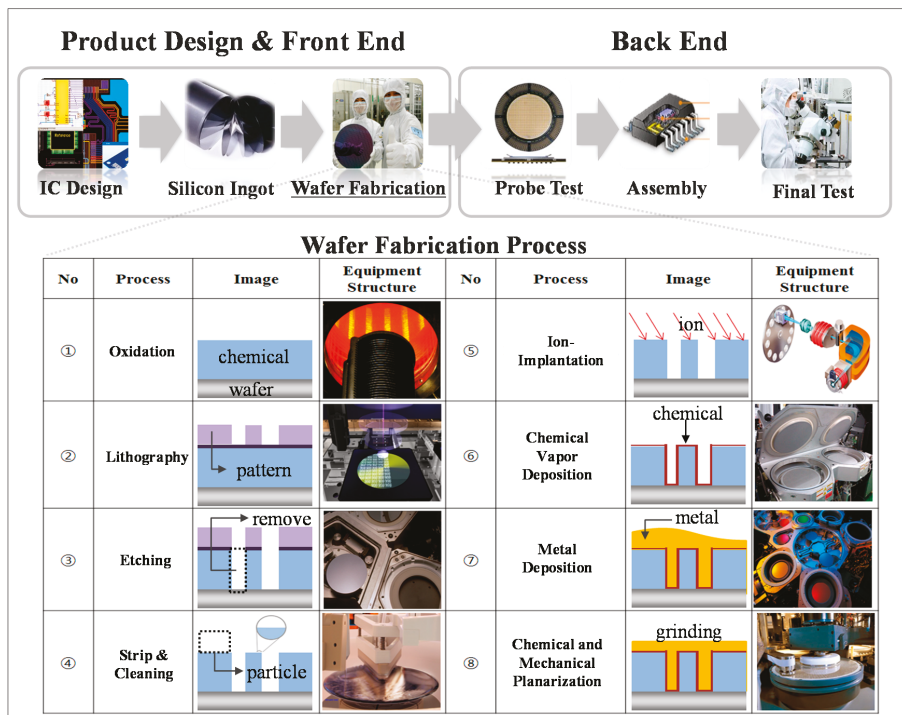 Product Design & Front End
Back End
IC Design
Silicon Ingot
Wafer Fabrication
Probe Test
Assembly
Final Test
Wafer Fabrication Process
No
Process
Image
Equipment
Structure
No
Process
Image
Equipment
Structure
①
Oxidation
chemical
wafer
⑤
Ion-
Implantation
ion
②
Lithography
pattern
⑥
Chemical
Vapor
Deposition
chemical
③
Etching
remove
⑦
Metal
Deposition
metal
④
Strip &
Cleaning
particle
⑧
Chemical and
Mechanical
Planarization
grinding